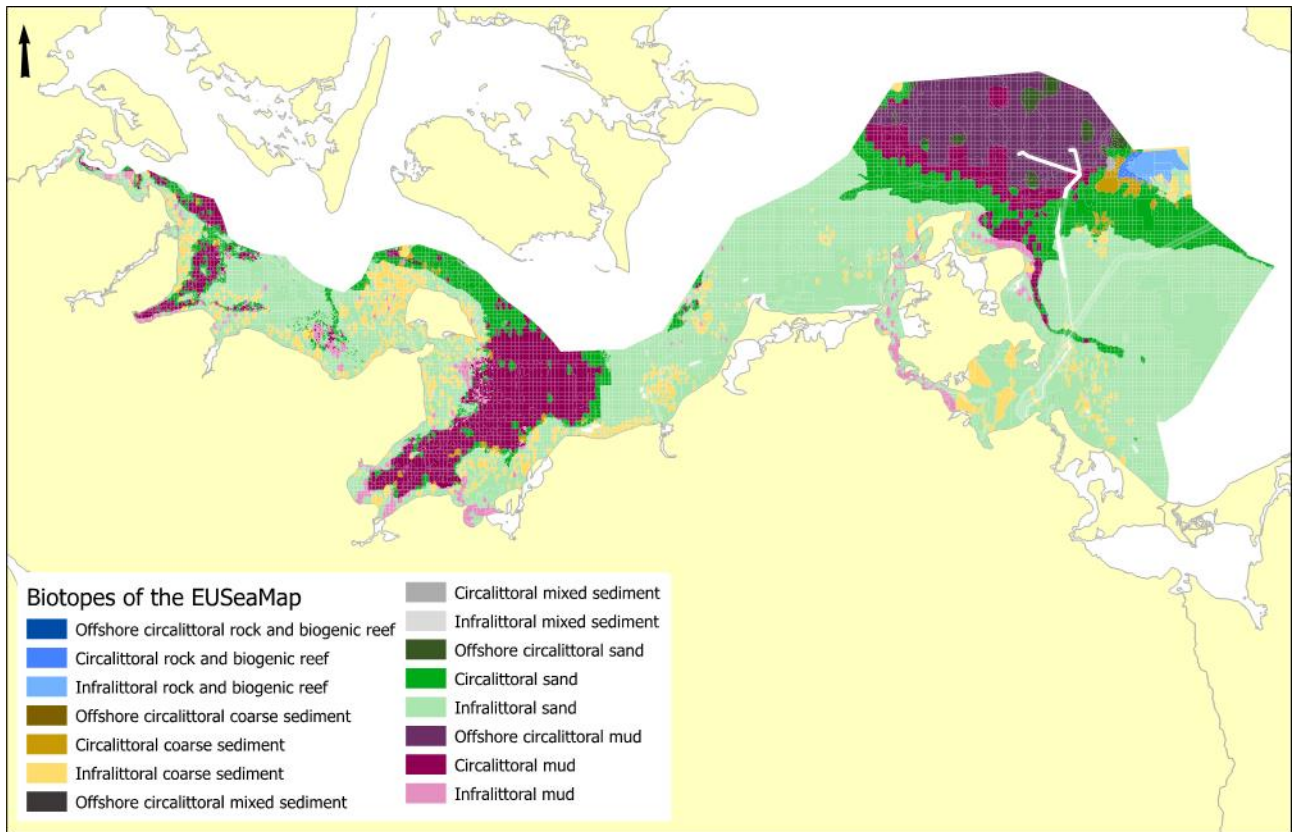 Biotopes of the EUSeaMap
Offshore circalittoral rock and biogenic reef
Circalittoral rock and biogenic reef
Infralittoral rock and biogenic reef
Offshore circalittoral coarse sediment
Circalittoral coarse sediment
Infralittoral coarse sediment
Offshore circalittoral mixed sediment
Circalittoral mixed sediment
Infralittoral mixed sediment
Offshore circalittoral sand
Circalittoral sand
Infralittoral sand
Offshore circalittoral mud
Circalittoral mud
Infralittoral mud